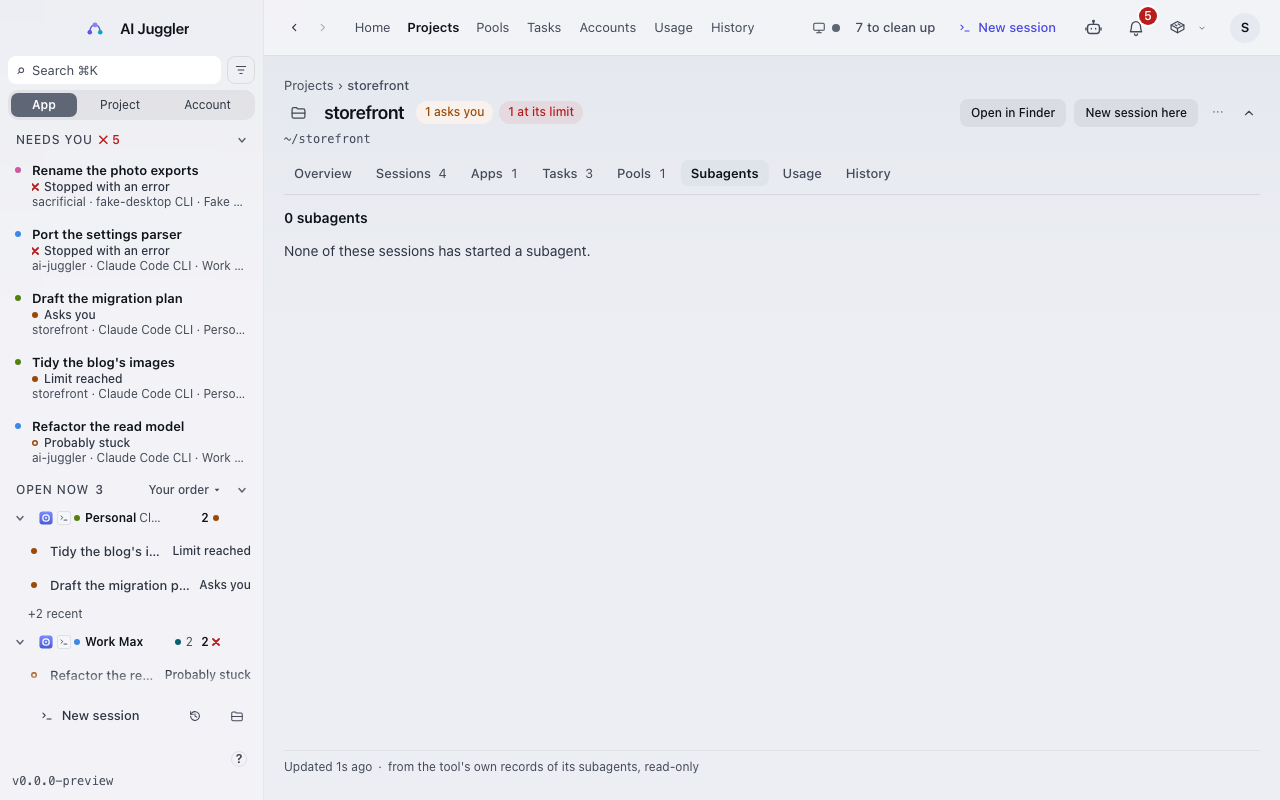 AI Juggler
Search ⌘K
App Project Account
NEEDS YOU 5
Rename the photo exports
Stopped with an error
sacrificial · fake-desktop CLI · Fake ...
Port the settings parser
Stopped with an error
ai-juggler · Claude Code CLI · Work ...
Draft the migration plan
Asks you
storefront · Claude Code CLI · Perso...
Tidy the blog's images
Limit reached
storefront · Claude Code CLI · Perso...
Refactor the read model
Probably stuck
ai-juggler · Claude Code CLI · Work ...
OPEN NOW 3 Your order
Personal Cl... 2
Tidy the blog's i... Limit reached
Draft the migration p... Asks you
+2 recent
Work Max 2 2
Refactor the re... Probably stuck
New session
?
v0.0.0-preview
Home Projects Pools Tasks Accounts Usage History 7 to clean up New session 5 S
Projects › storefront
storefront 1 asks you 1 at its limit Open in Finder New session here ...
~/storefront
Overview Sessions 4 Apps 1 Tasks 3 Pools 1 Subagents Usage History
0 subagents
None of these sessions has started a subagent.
Updated 1s ago · from the tool's own records of its subagents, read-only